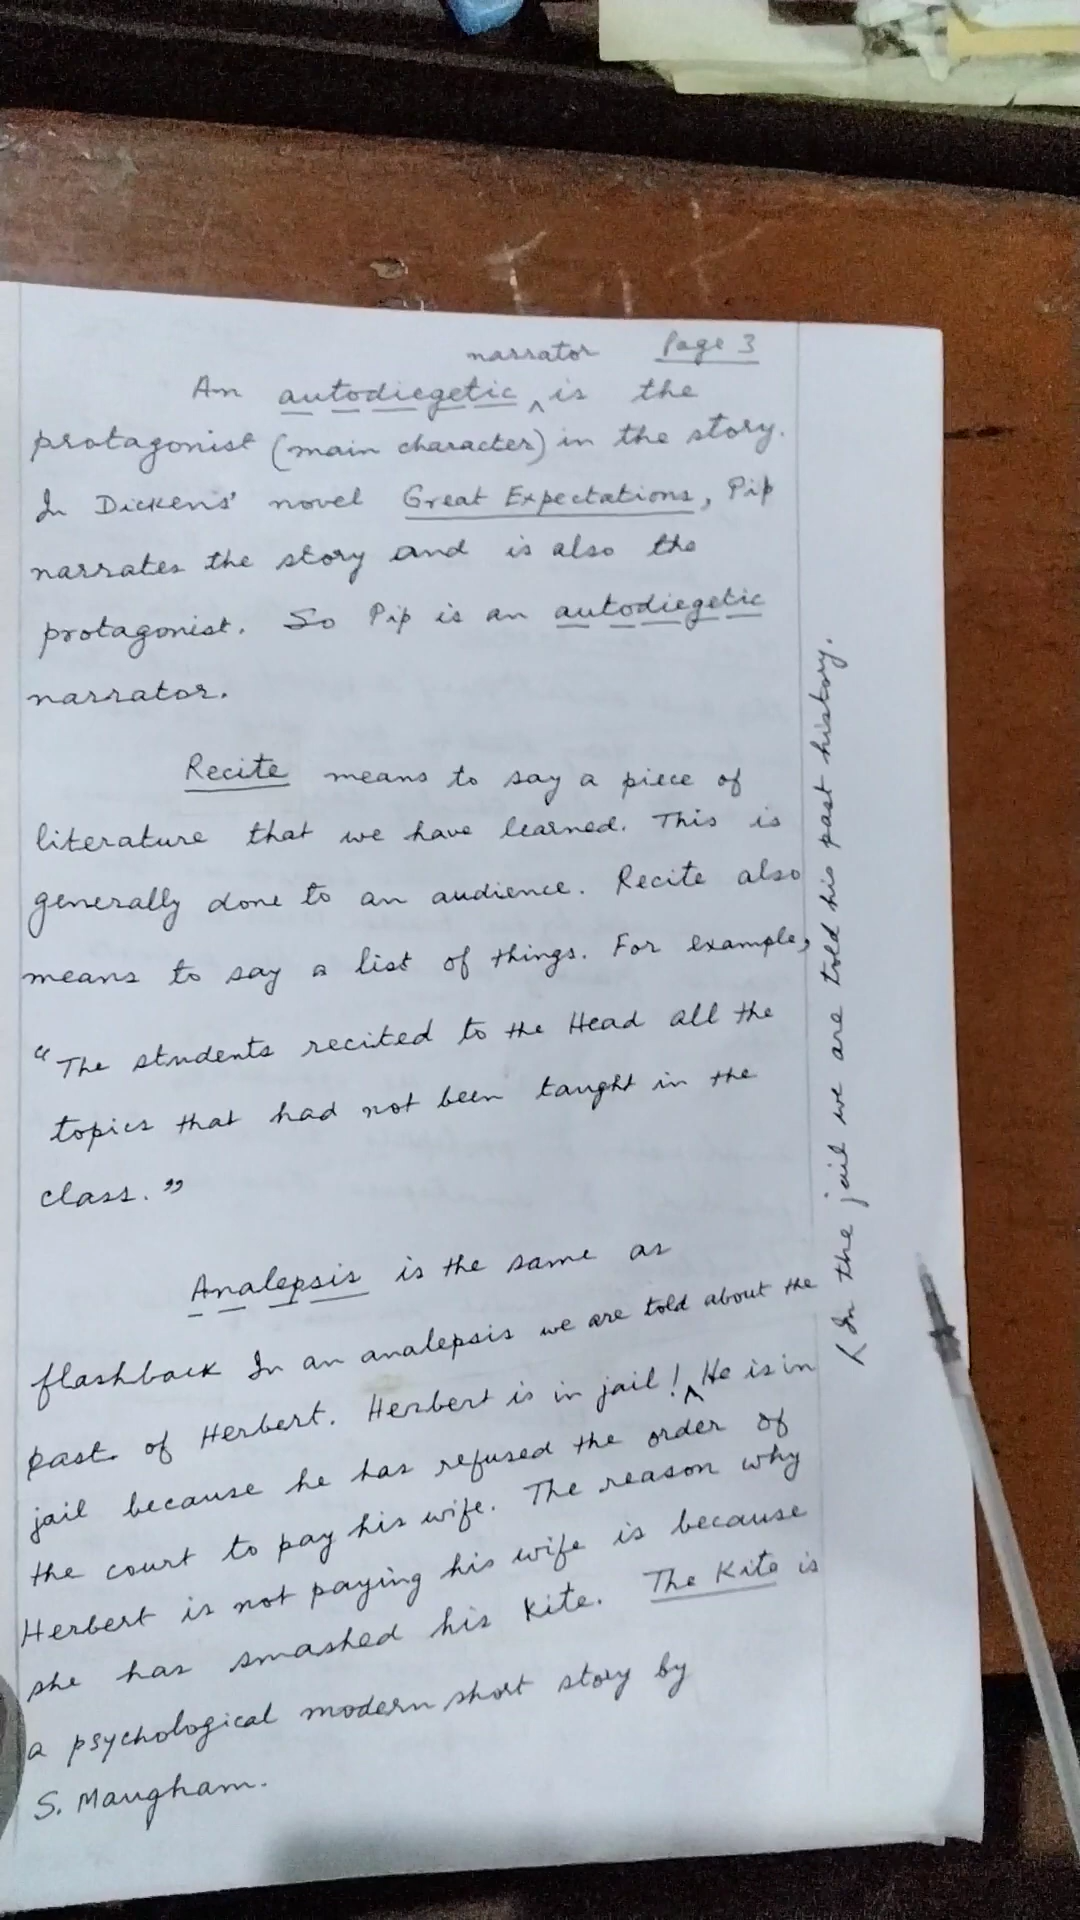 Page 3
narrator
An autodiegetic ^ is the
protagonist (main character) in the story.
In Dickens' novel Great Expectations, Pip
narrates the story and is also the
protagonist. So Pip is an autodiegetic
narrator.
Recite means to say a piece of
literature that we have learned. This is
generally done to an audience. Recite also
means to say a list of things. For example,
"The students recited to the Head all the
topics that had not been taught in the
class."
Analepsis is the same as
flashback In an analepsis we are told about the
past of Herbert. Herbert is in jail! ^ He is in
jail because he has refused the order of
the court to pay his wife. The reason why
Herbert is not paying his wife is because
she has smashed his kite. The Kite is
a psychological modern short story by
S. Maugham.
In the jail we are told his past history.